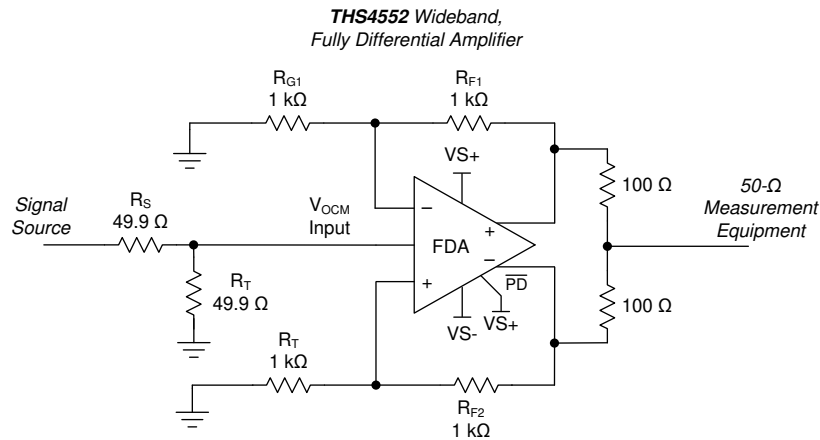 THS4552 Wideband,
Fully Differential Amplifier
RG1
1 kΩ
RF1
1 kΩ
VS+
Signal
Source
RS
49.9 Ω
VOCM
Input
−
+
FDA
−
+
PD
VS-
VS+
100 Ω
50-Ω
Measurement
Equipment
100 Ω
RT
49.9 Ω
RT
1 kΩ
RF2
1 kΩ